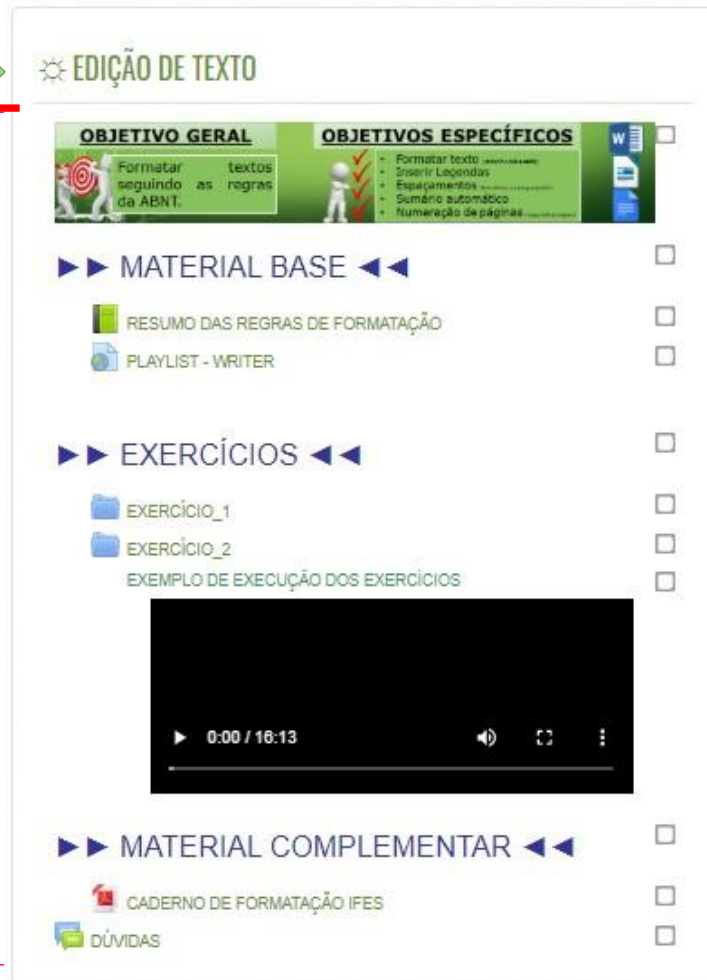 ☼ EDIÇÃO DE TEXTO
OBJETIVO GERAL
Formatar textos
seguindo as regras
da ABNT.
OBJETIVOS ESPECÍFICOS
• Formatar texto
• Inserir Legendas
• Espaçamentos
• Sumário automático
• Numeração de páginas
W
►► MATERIAL BASE ◄◄
RESUMO DAS REGRAS DE FORMATAÇÃO
PLAYLIST - WRITER
►► EXERCÍCIOS ◄◄
EXERCÍCIO_1
EXERCÍCIO_2
EXEMPLO DE EXECUÇÃO DOS EXERCÍCIOS
0:00 / 16:13
►► MATERIAL COMPLEMENTAR ◄◄
CADERNO DE FORMATAÇÃO IFES
DÚVIDAS